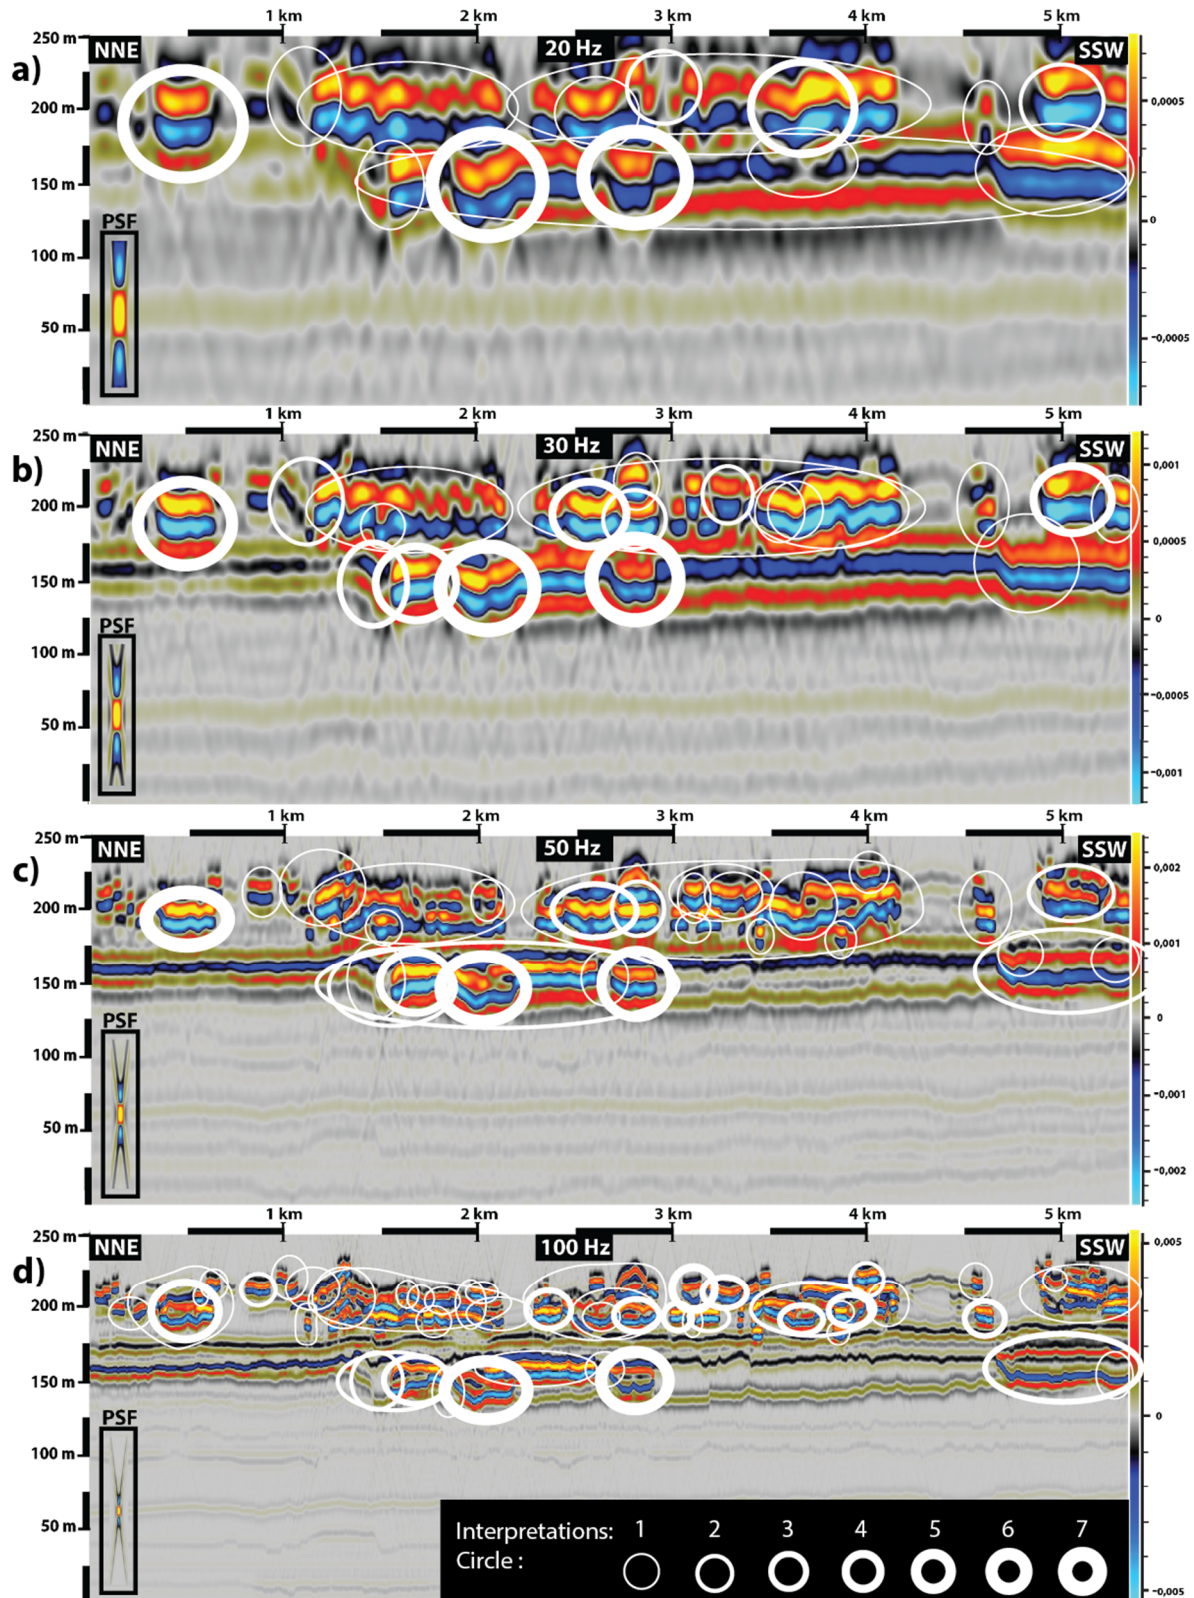 1 km 2 km 3 km 4 km 5 km
250 m NNE 20 Hz SSW
a)
200 m
0,0005
150 m
PSF 0
100 m
50 m
-0,0005
1 km 2 km 3 km 4 km 5 km
250 m NNE 30 Hz SSW
b)
0,001
200 m
0,0005
150 m
PSF 0
100 m
-0,0005
50 m
-0,001
1 km 2 km 3 km 4 km 5 km
250 m NNE 50 Hz SSW
c)
0,002
200 m
0,001
150 m
PSF 0
100 m
-0,001
50 m
-0,002
1 km 2 km 3 km 4 km 5 km
250 m NNE 100 Hz SSW
0,005
d)
200 m
150 m
PSF 0
100 m
50 m
Interpretations: 1 2 3 4 5 6 7
Circle :
-0,005